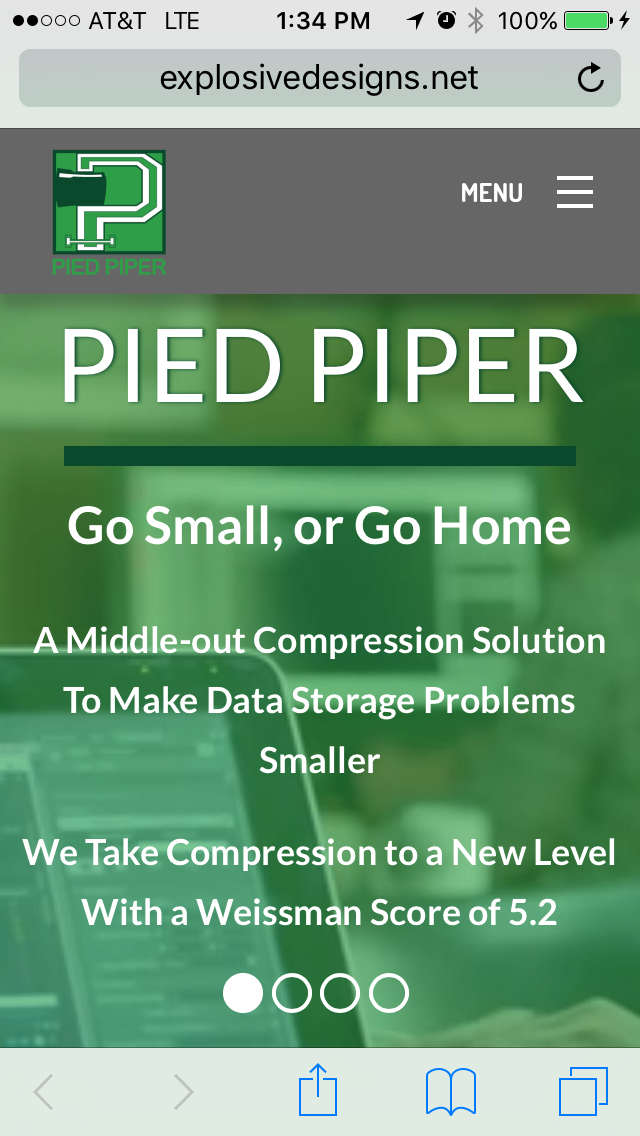 AT&T LTE 1:34 PM 100%
explosivedesigns.net
P
PIED PIPER
MENU
PIED PIPER
Go Small, or Go Home
A Middle-out Compression Solution
To Make Data Storage Problems
Smaller
We Take Compression to a New Level
With a Weissman Score of 5.2